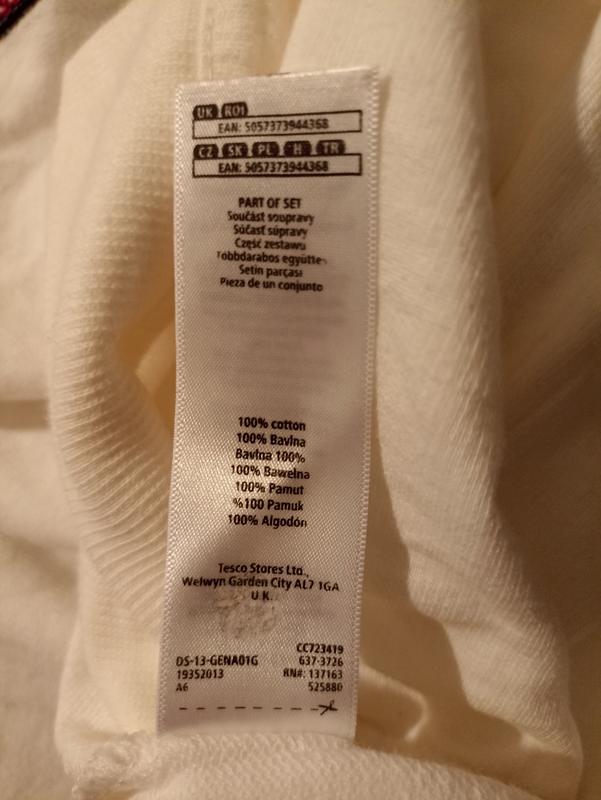 UK ROI
EAN: 5057373944368
CZ SK PL H TR
EAN: 5057373944368
PART OF SET
Součást soupravy
Súčasť súpravy
Część zestawu
Többdarabos együttes
Setin parçası
Pieza de un conjunto
100% cotton
100% Bavlna
Bavlna 100%
100% Bawełna
100% Pamut
%100 Pamuk
100% Algodón
Tesco Stores Ltd.,
Welwyn Garden City AL7 1GA
U.K.
CC723419
DS-13-GENA01G 637-3726
19352013 RN#: 137163
A6 525880